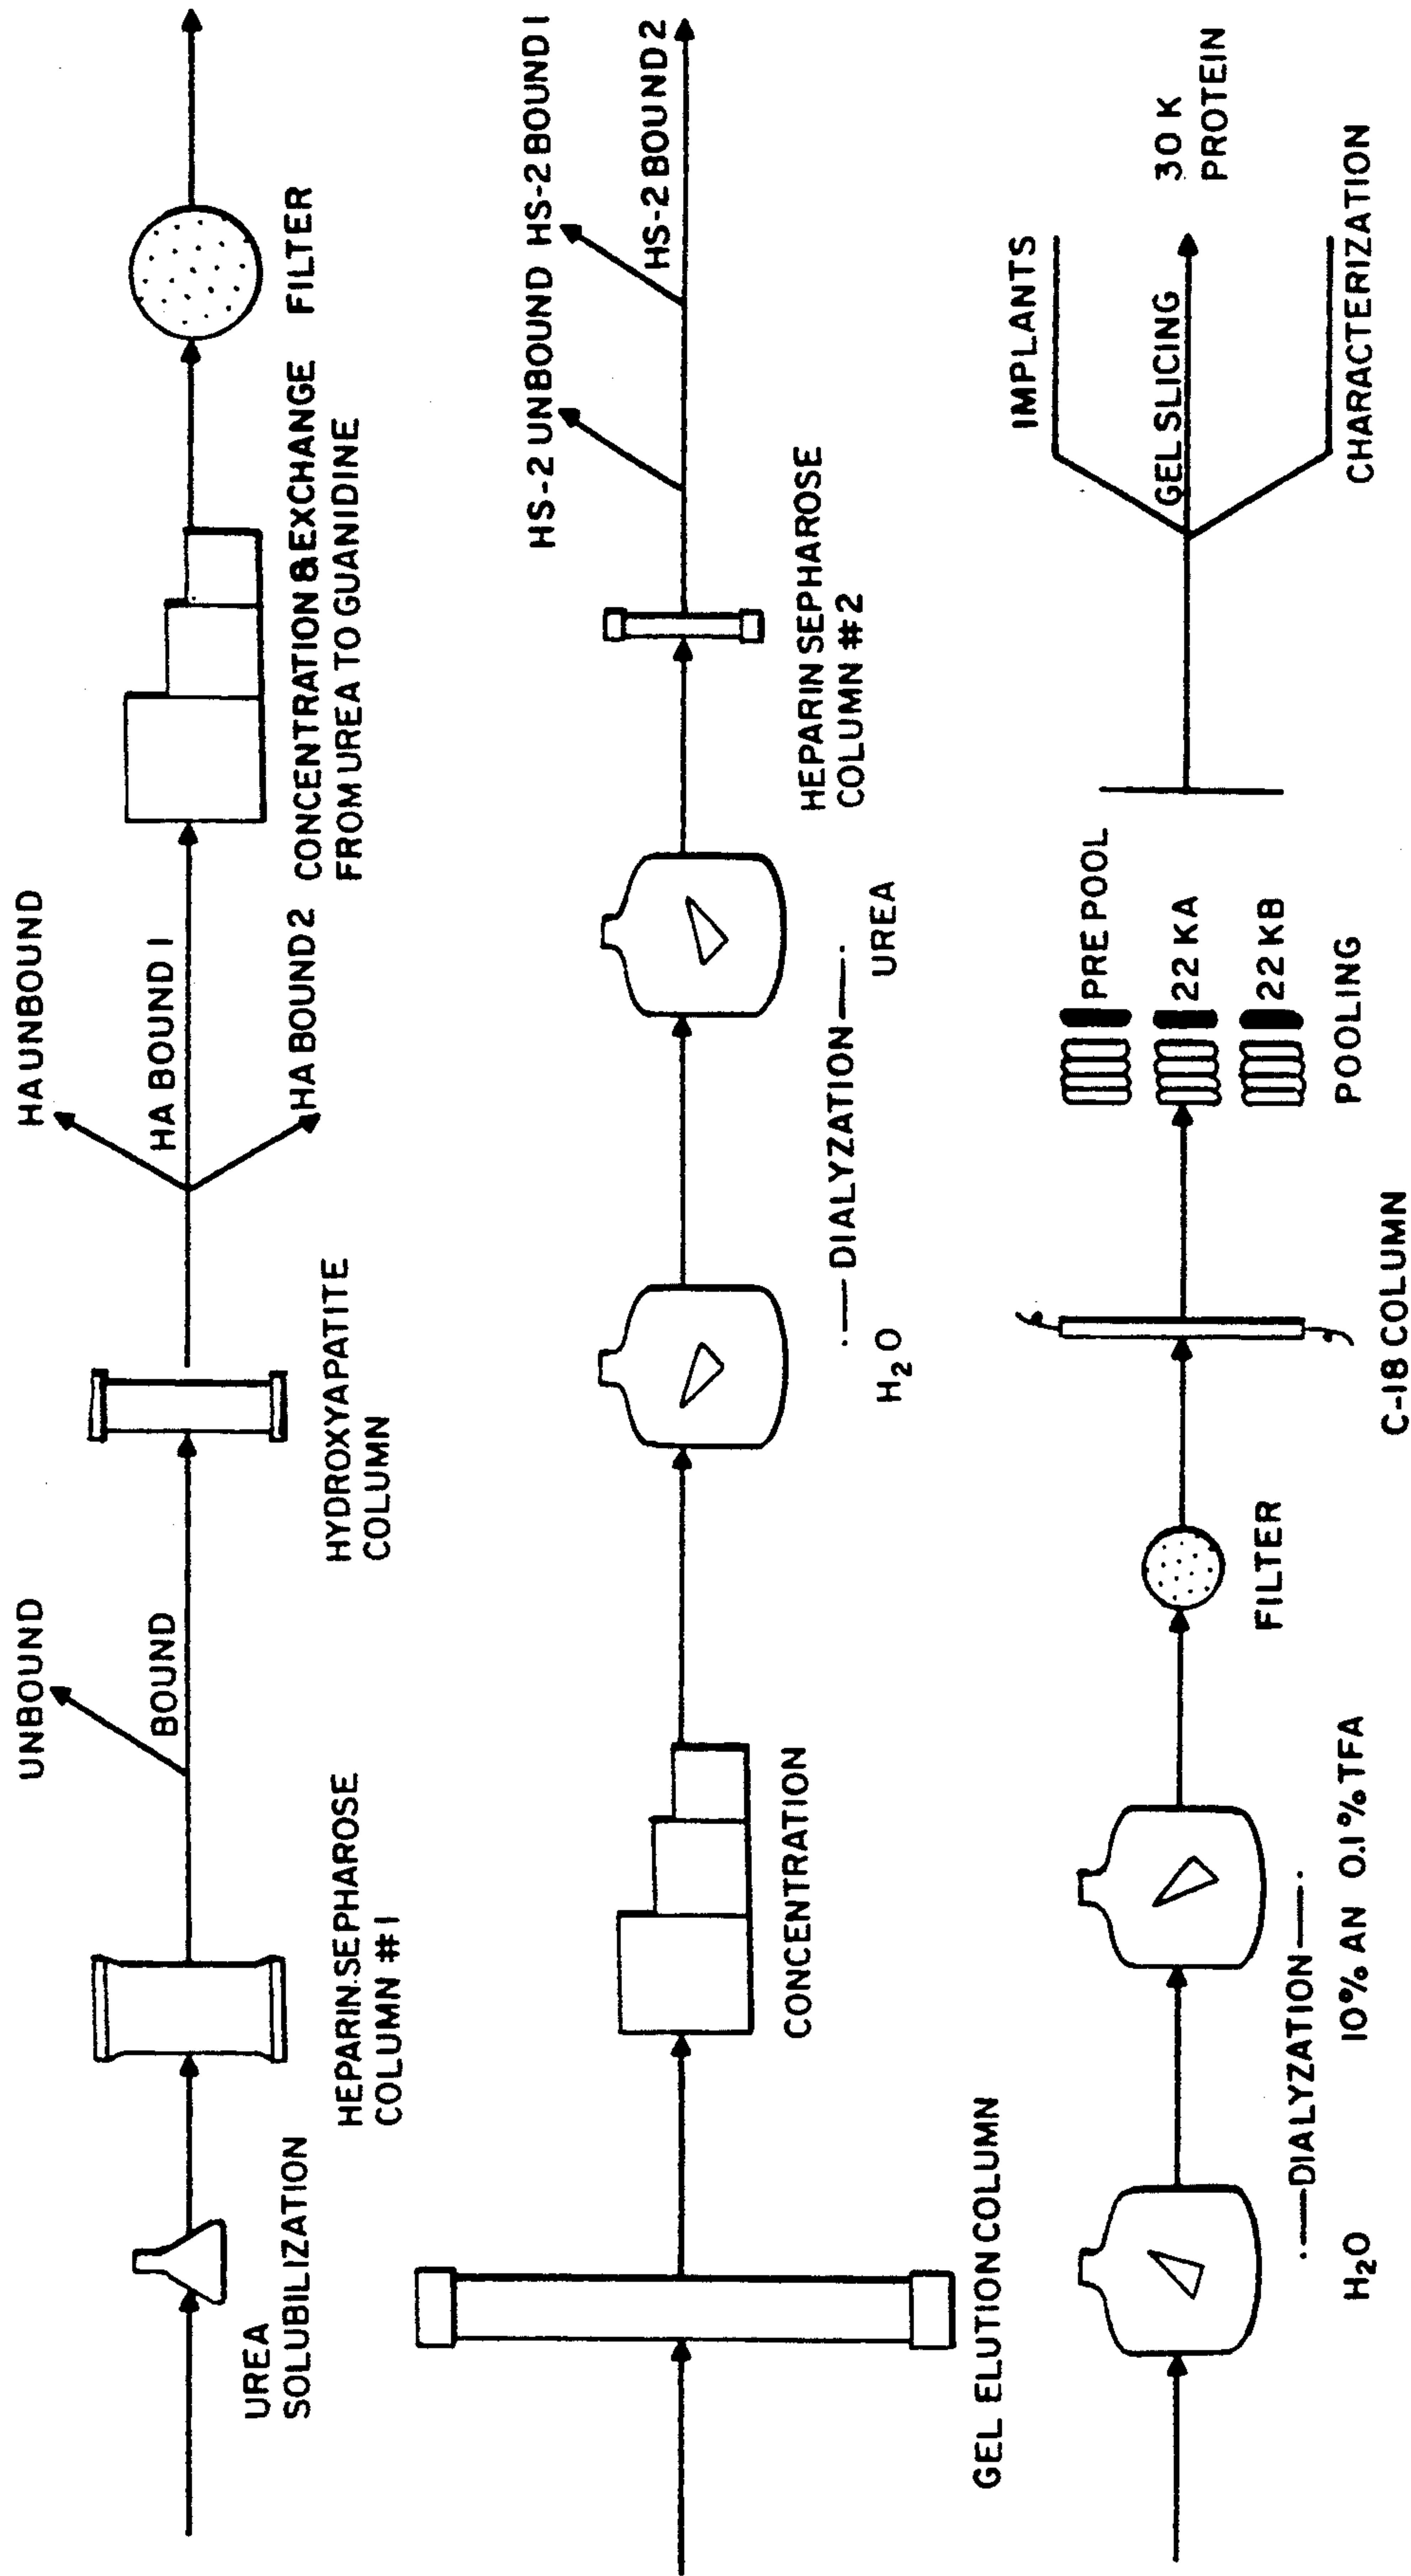 UREA
SOLUBILIZATION
HEPARIN SEPHAROSE
COLUMN #1
UNBOUND
BOUND
HYDROXYAPATITE
COLUMN
HA UNBOUND
HA BOUND 1
HA BOUND 2
CONCENTRATION & EXCHANGE
FROM UREA TO GUANIDINE
FILTER
GEL ELUTION COLUMN
CONCENTRATION
H2O
DIALYZATION
UREA
HEPARIN SEPHAROSE
COLUMN #2
HS-2 UNBOUND
HS-2 BOUND 1
HS-2 BOUND 2
H2O
DIALYZATION
10% AN 0.1% TFA
FILTER
C-18 COLUMN
PRE POOL
22 KA
22 KB
POOLING
IMPLANTS
GEL SLICING
30 K
PROTEIN
CHARACTERIZATION